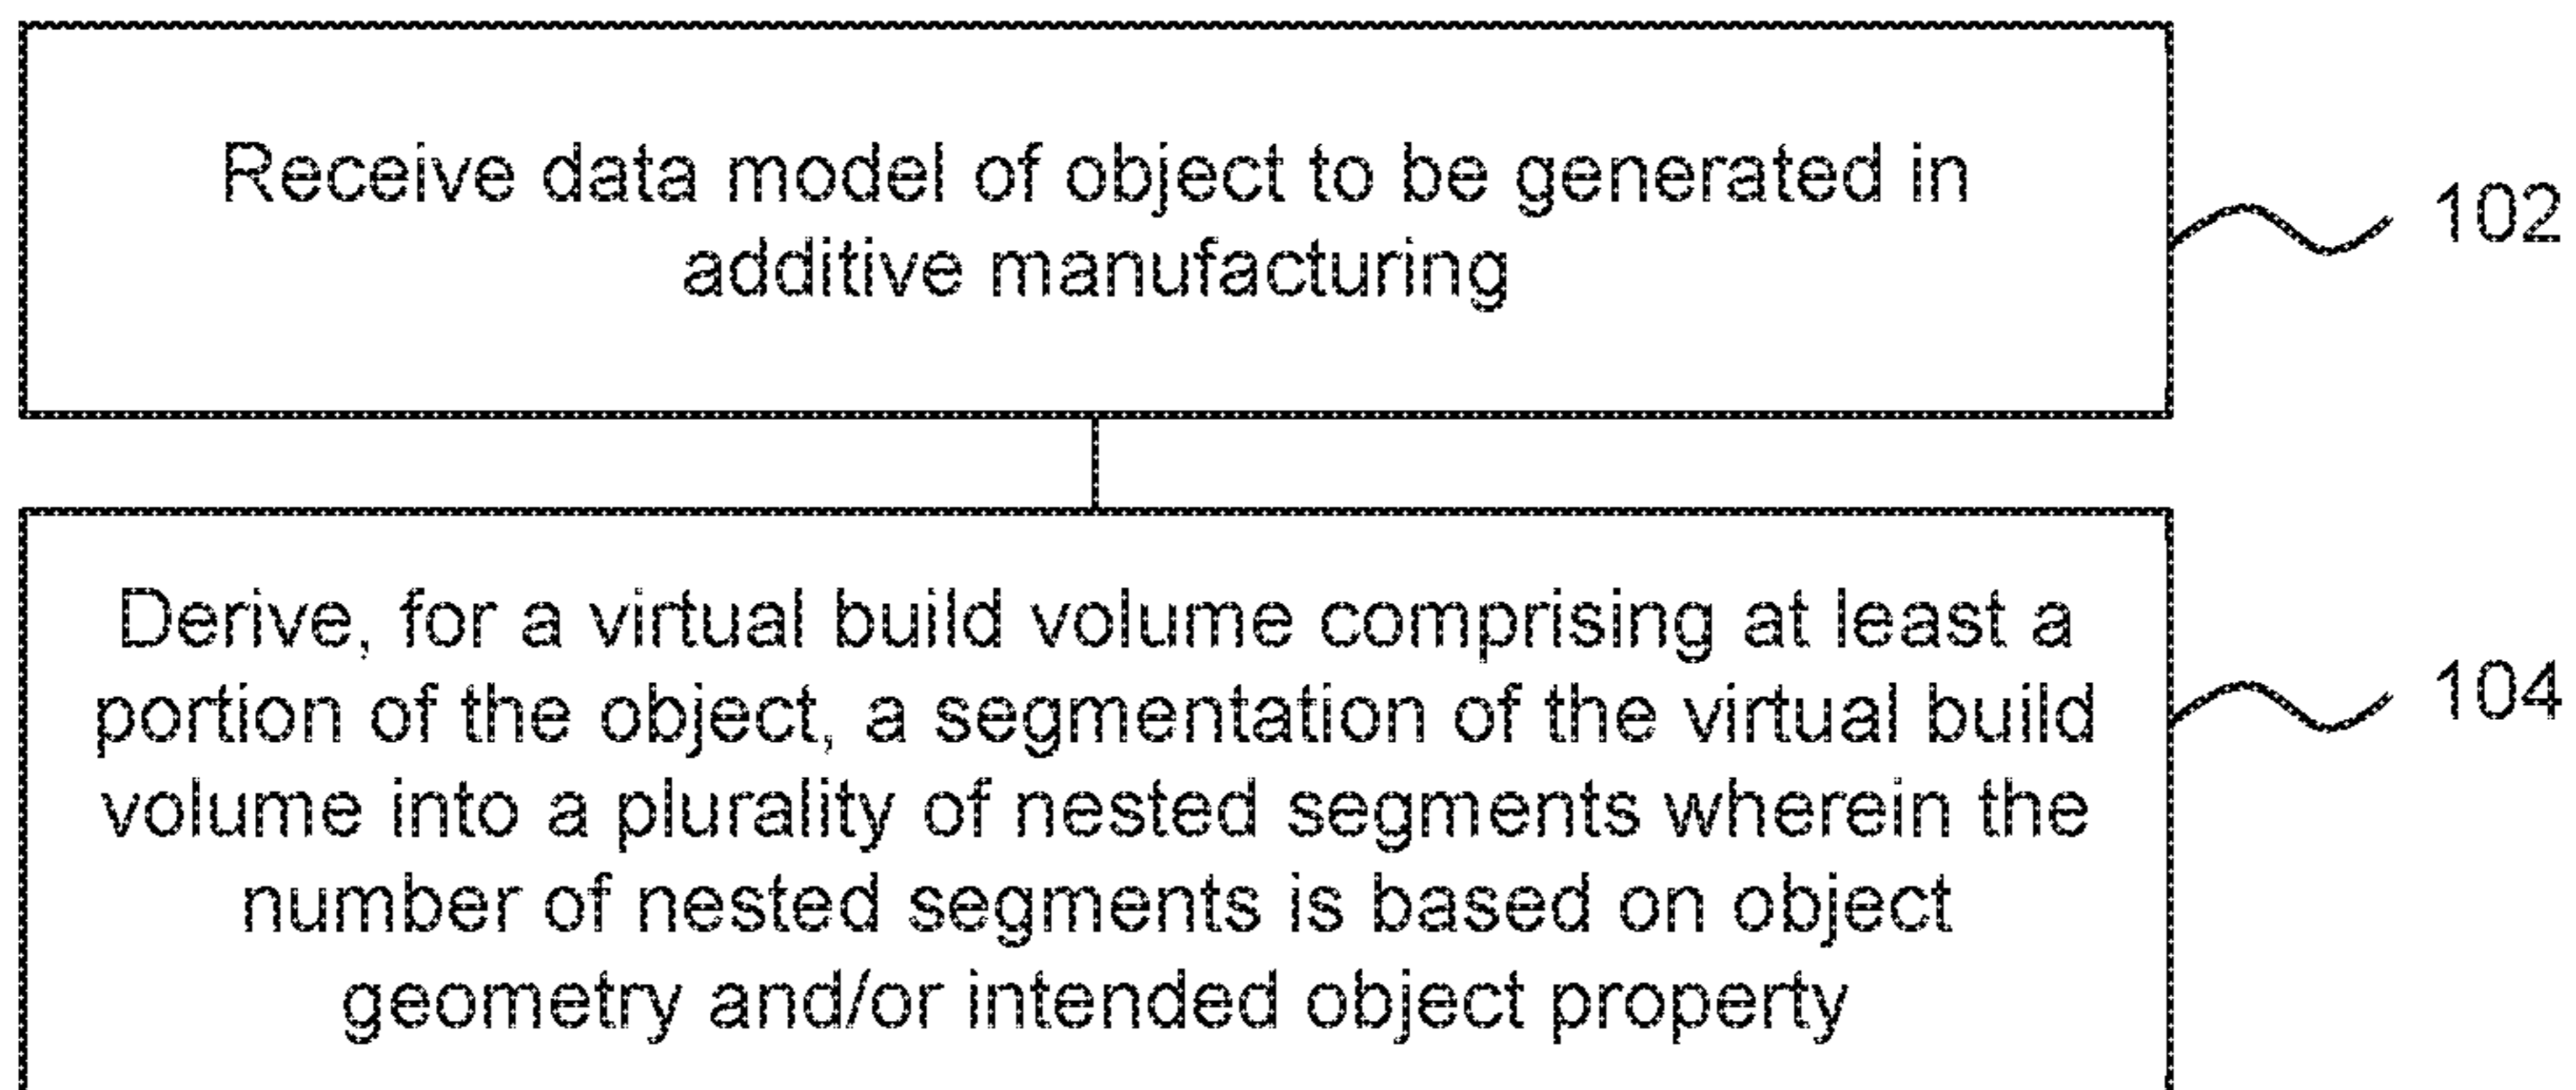 Receive data model of object to be generated in
additive manufacturing
102
Derive, for a virtual build volume comprising at least a
portion of the object, a segmentation of the virtual build
volume into a plurality of nested segments wherein the
number of nested segments is based on object
geometry and/or intended object property
104